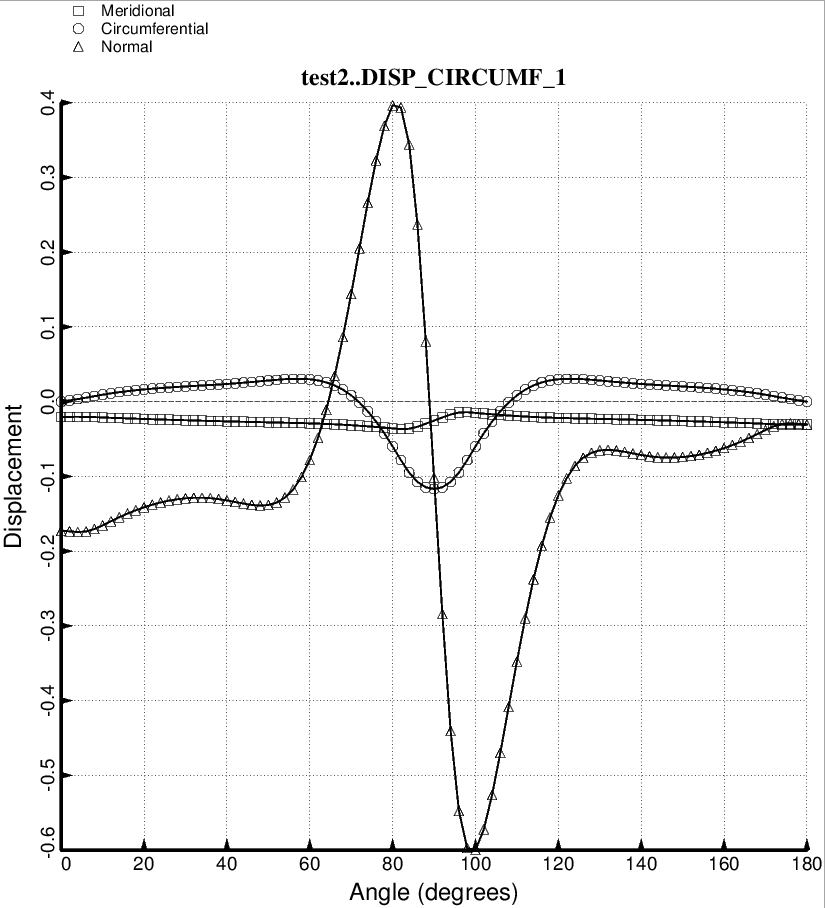 Meridional
Circumferential
Normal
test2..DISP_CIRCUMF_1
0.4
0.3
0.2
0.1
0.0
-0.1
-0.2
-0.3
-0.4
-0.5
-0.6
Displacement
0 20 40 60 80 100 120 140 160 180
Angle (degrees)